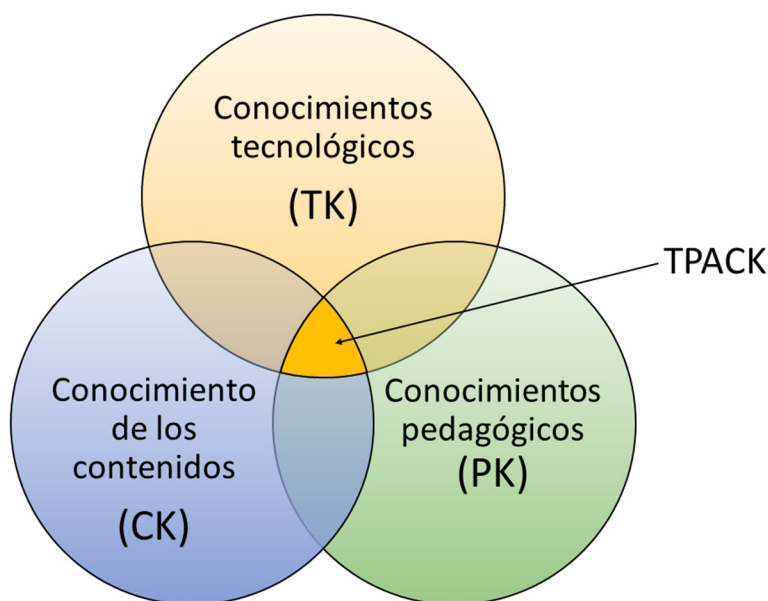 Conocimientos
tecnológicos
(TK)
TPACK
Conocimiento
de los
contenidos
(CK)
Conocimientos
pedagógicos
(PK)